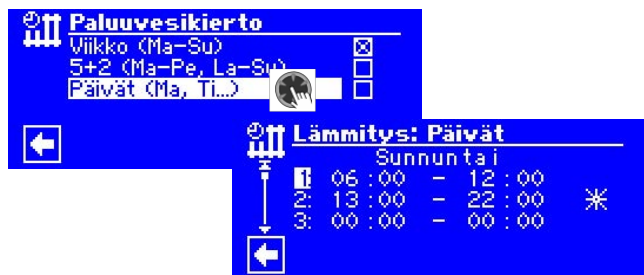 Paluuvesikierto
Viikko (Ma-Su)
5+2 (Ma-Pe, La-Su)
Päivät (Ma, Ti...)
Lämmitys: Päivät
Sunnuntai
1: 06:00 - 12:00
2: 13:00 - 22:00
3: 00:00 - 00:00